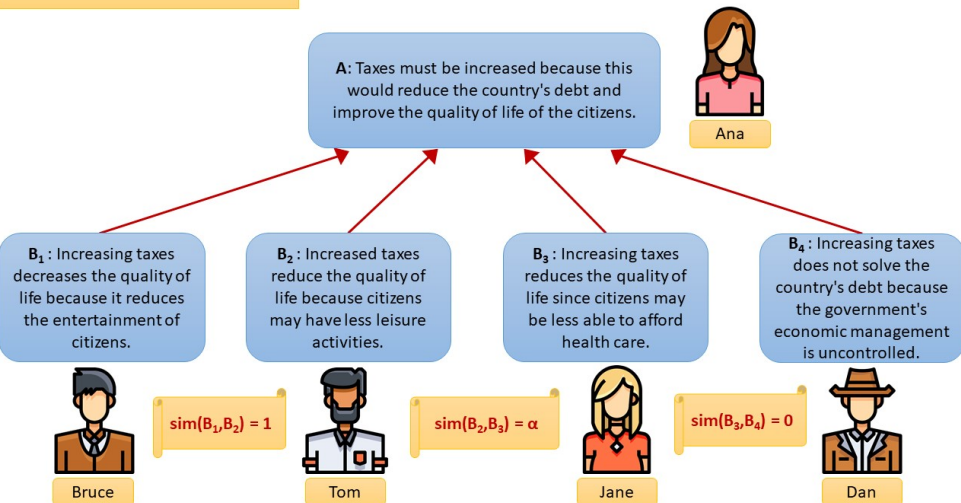 A: Taxes must be increased because this
would reduce the country's debt and
improve the quality of life of the citizens.
Ana
B₁ : Increasing taxes
decreases the quality of
life because it reduces
the entertainment of
citizens.
B₂ : Increased taxes
reduce the quality of
life because citizens
may have less leisure
activities.
B₃ : Increasing taxes
reduces the quality of
life since citizens may
be less able to afford
health care.
B₄ : Increasing taxes
does not solve the
country's debt because
the government's
economic management
is uncontrolled.
sim(B₁,B₂) = 1
sim(B₂,B₃) = α
sim(B₃,B₄) = 0
Bruce
Tom
Jane
Dan